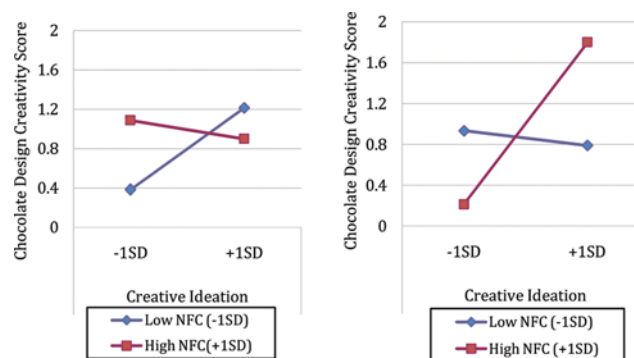 Chocolate Design Creativity Score
2
1.6
1.2
0.8
0.4
0
-1SD +1SD
Creative Ideation
Low NFC (-1SD)
High NFC(+1SD)
Chocolate Design Creativity Score
2
1.6
1.2
0.8
0.4
0
-1SD +1SD
Creative Ideation
Low NFC (-1SD)
High NFC (+1SD)